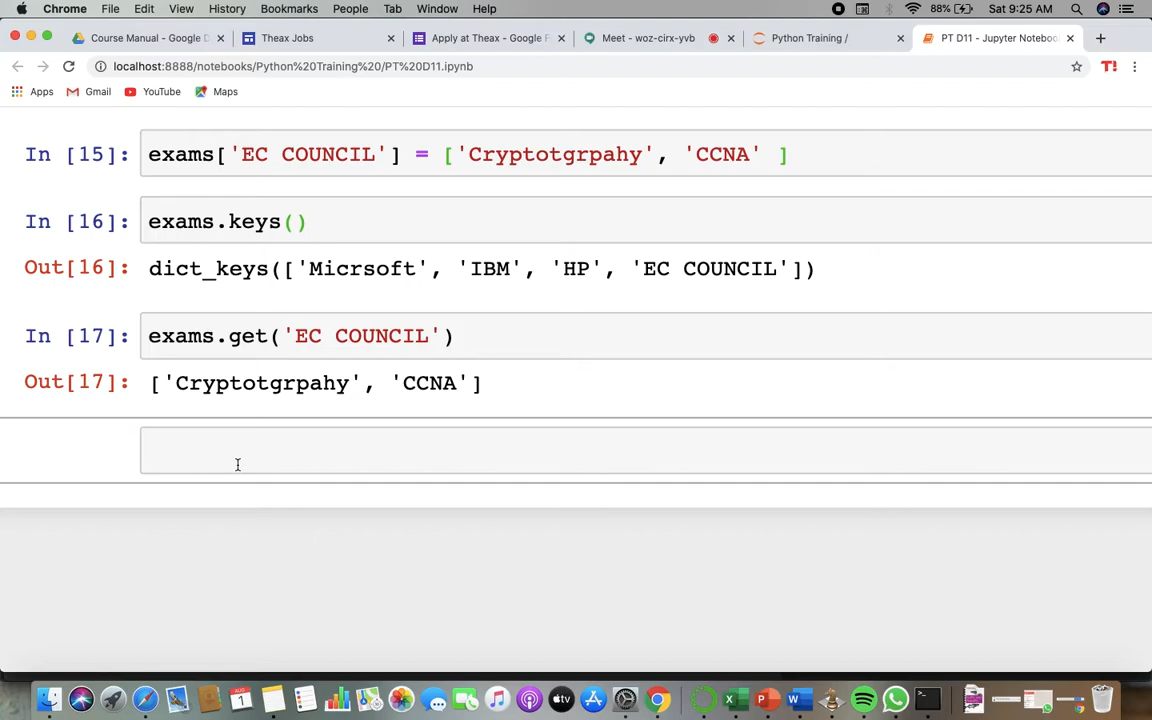 Chrome File Edit View History Bookmarks People Tab Window Help 88% Sat 9:25 AM
Course Manual - Google D Theax Jobs Apply at Theax - Google F Meet - woz-cirx-yvb Python Training / PT D11 - Jupyter Noteboo
localhost:8888/notebooks/Python%20Training%20/PT%20D11.ipynb T!
Apps Gmail YouTube Maps
In [15]: exams['EC COUNCIL'] = ['Cryptotgrpahy', 'CCNA' ]
In [16]: exams.keys()
Out[16]: dict_keys(['Micrsoft', 'IBM', 'HP', 'EC COUNCIL'])
In [17]: exams.get('EC COUNCIL')
Out[17]: ['Cryptotgrpahy', 'CCNA']
AUG
1
tv